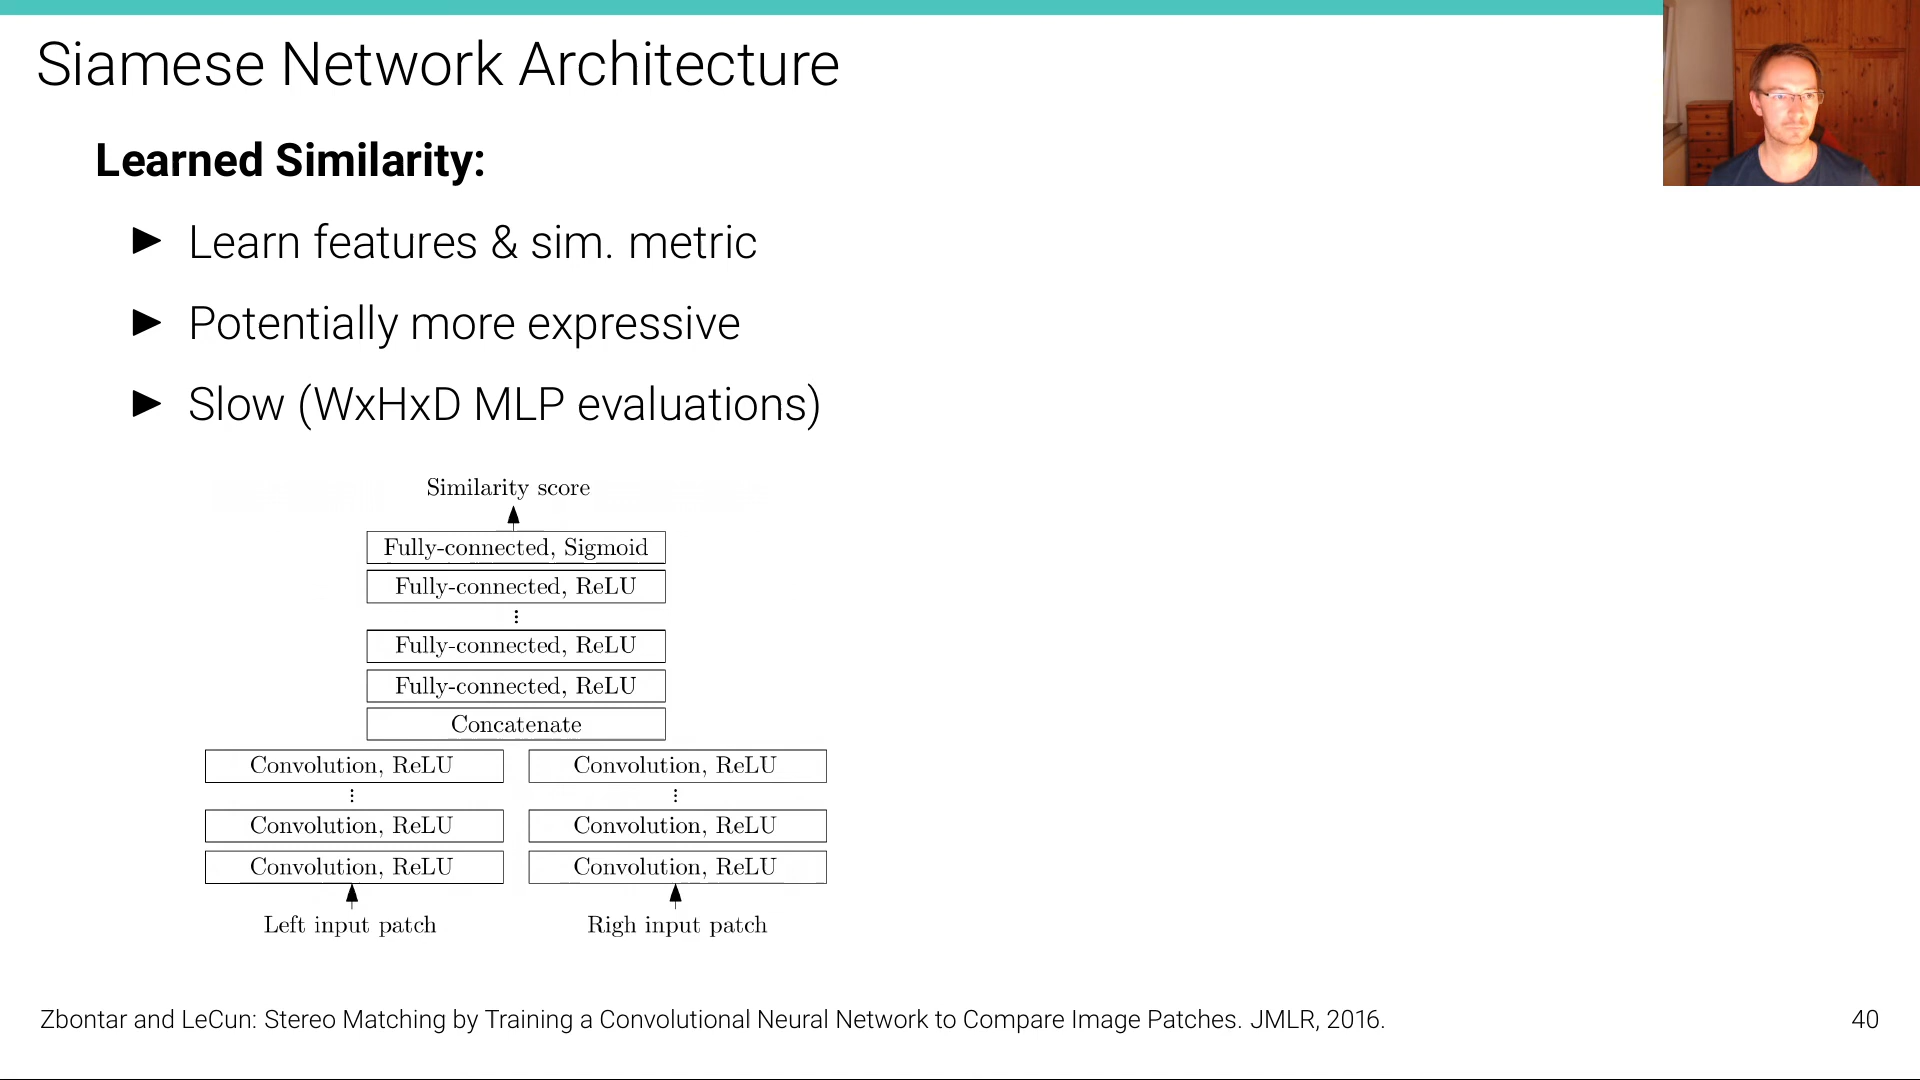 Siamese Network Architecture
Learned Similarity:
► Learn features & sim. metric
► Potentially more expressive
► Slow (WxHxD MLP evaluations)
Similarity score
Fully-connected, Sigmoid
Fully-connected, ReLU
⋮
Fully-connected, ReLU
Fully-connected, ReLU
Concatenate
Convolution, ReLU Convolution, ReLU
⋮ ⋮
Convolution, ReLU Convolution, ReLU
Convolution, ReLU Convolution, ReLU
Left input patch Righ input patch
Zbontar and LeCun: Stereo Matching by Training a Convolutional Neural Network to Compare Image Patches. JMLR, 2016. 40